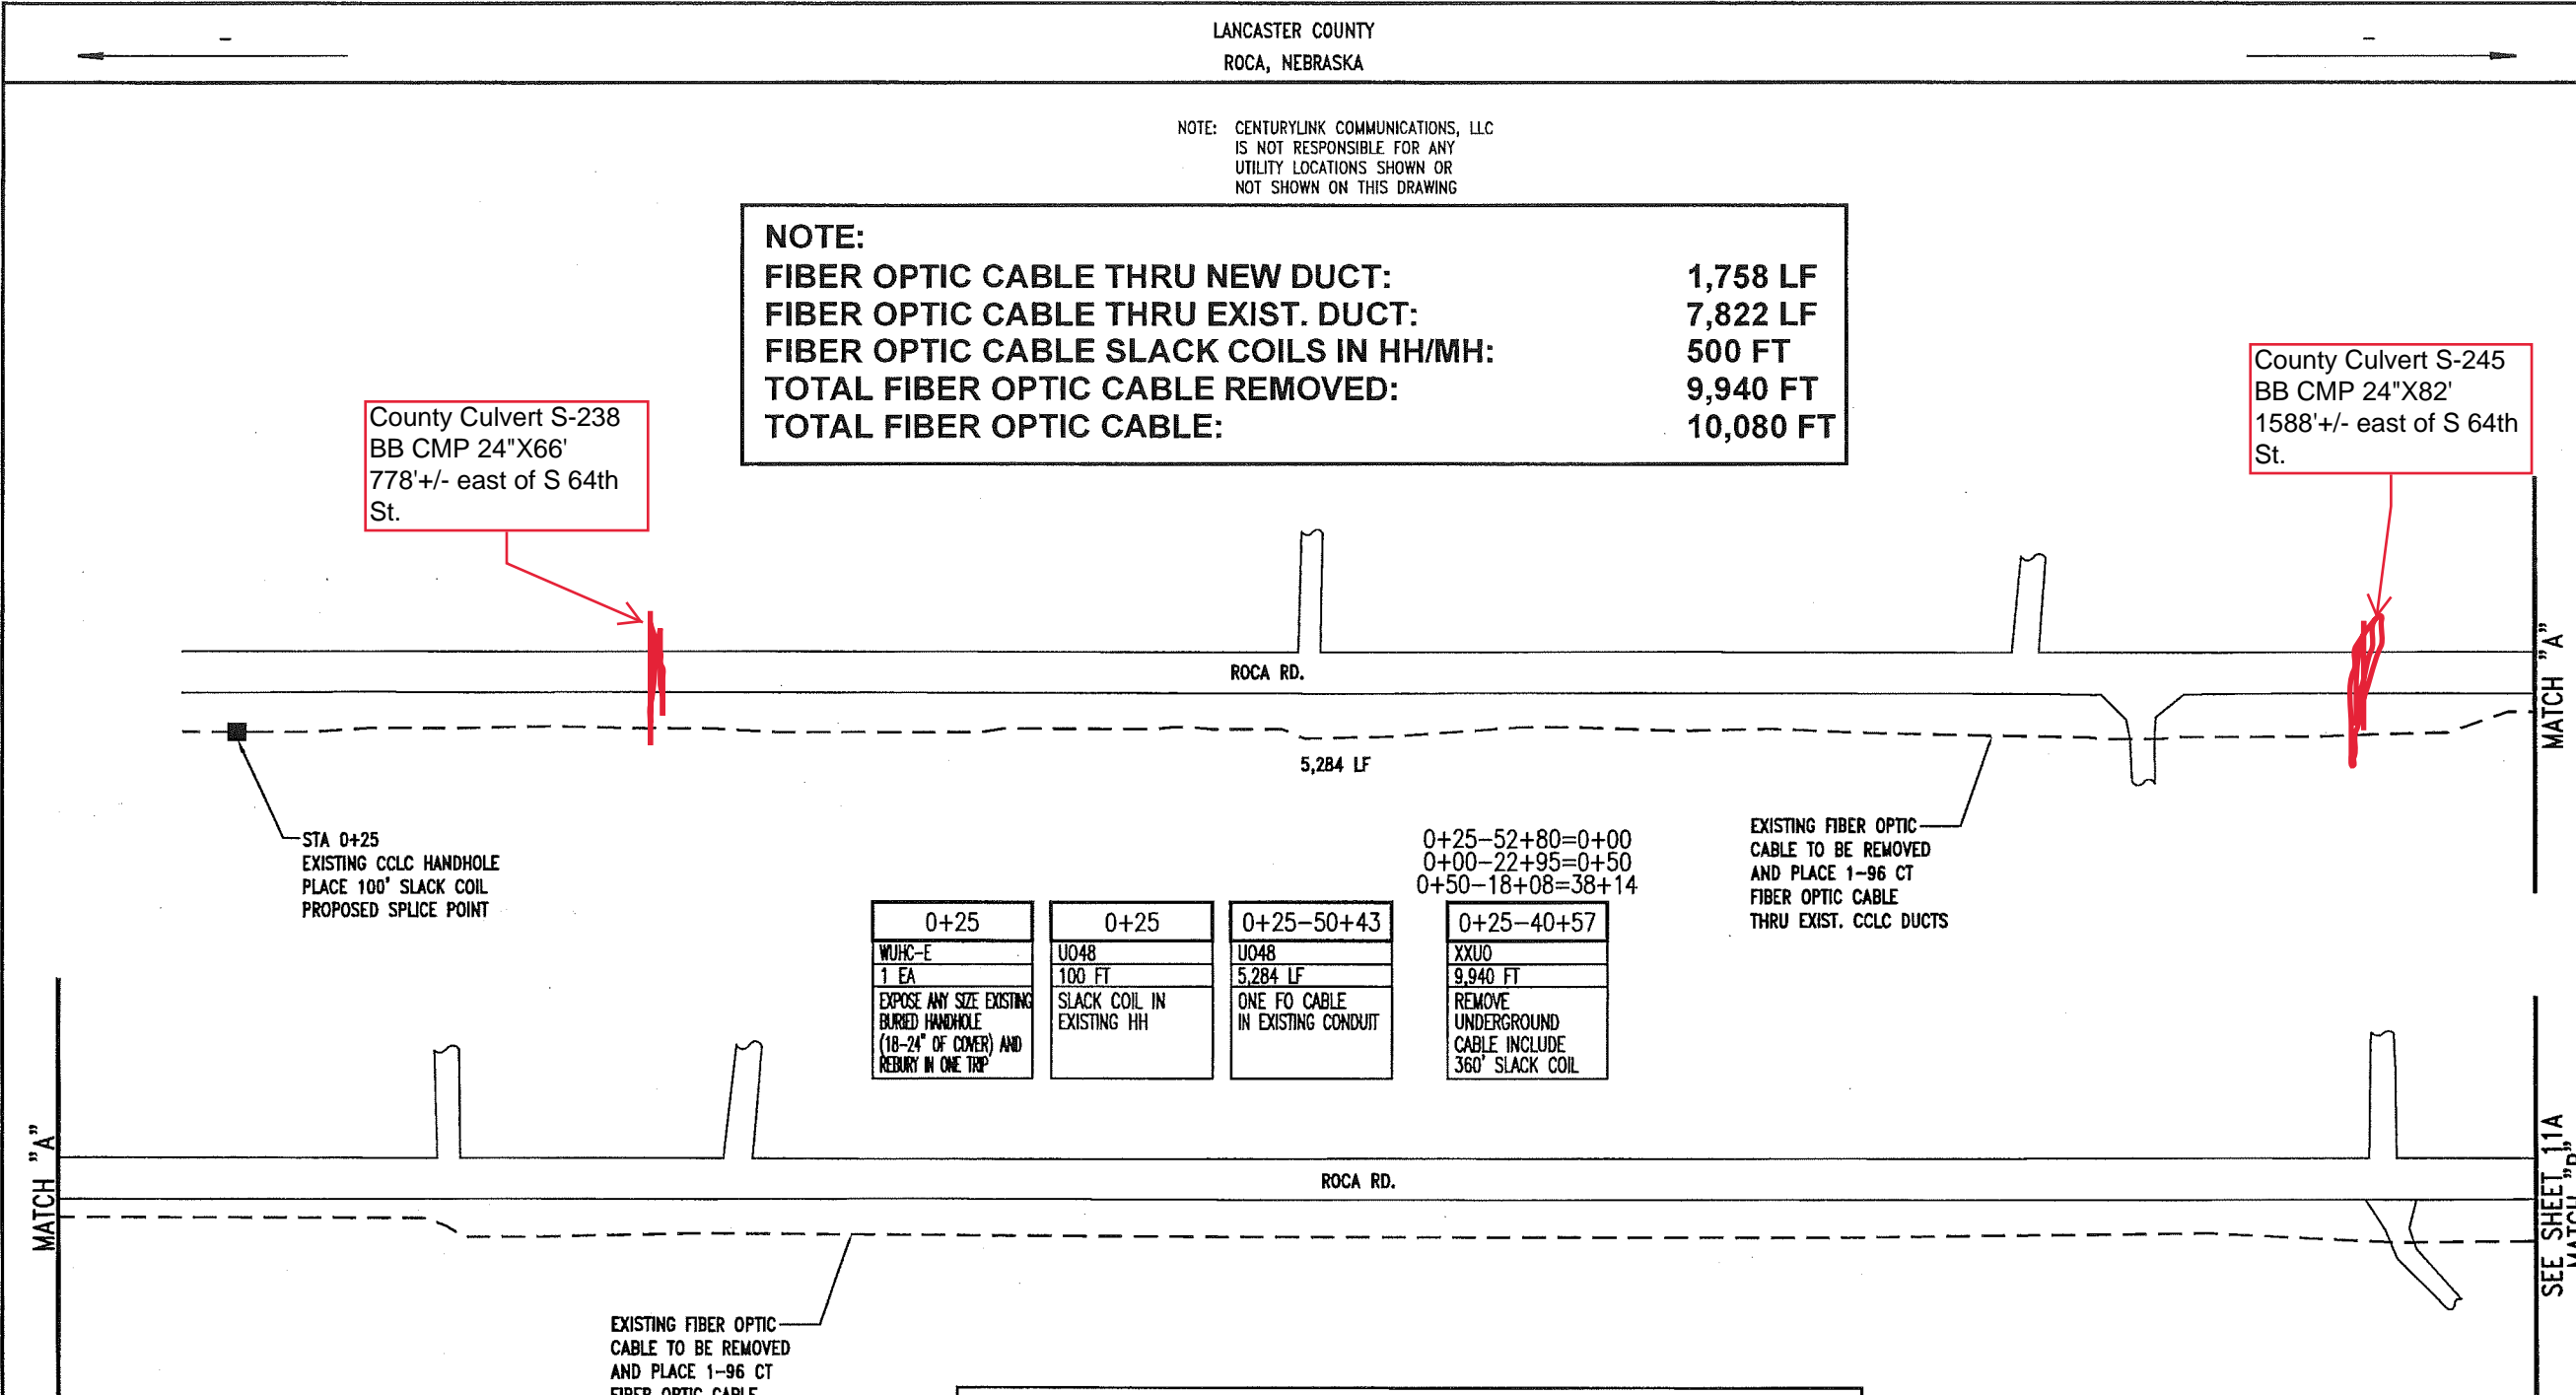 LANCASTER COUNTY
ROCA, NEBRASKA
NOTE: CENTURYLINK COMMUNICATIONS, LLC
IS NOT RESPONSIBLE FOR ANY
UTILITY LOCATIONS SHOWN OR
NOT SHOWN ON THIS DRAWING
NOTE:
FIBER OPTIC CABLE THRU NEW DUCT: 1,758 LF
FIBER OPTIC CABLE THRU EXIST. DUCT: 7,822 LF
FIBER OPTIC CABLE SLACK COILS IN HH/MH: 500 FT
TOTAL FIBER OPTIC CABLE REMOVED: 9,940 FT
TOTAL FIBER OPTIC CABLE: 10,080 FT
County Culvert S-238
BB CMP 24"X66'
778'+/- east of S 64th
St.
County Culvert S-245
BB CMP 24"X82'
1588'+/- east of S 64th
St.
ROCA RD.
MATCH "A"
5,284 LF
STA 0+25
EXISTING CCLC HANDHOLE
PLACE 100' SLACK COIL
PROPOSED SPLICE POINT
EXISTING FIBER OPTIC
CABLE TO BE REMOVED
AND PLACE 1-96 CT
FIBER OPTIC CABLE
THRU EXIST. CCLC DUCTS
0+25-52+80=0+00
0+00-22+95=0+50
0+50-18+08=38+14
0+25
WUHC-E
1 EA
EXPOSE ANY SIZE EXISTING
BURIED HANDHOLE
(18-24" OF COVER) AND
REBURY IN ONE TRIP
0+25
UO48
100 FT
SLACK COIL IN
EXISTING HH
0+25-50+43
UO48
5,284 LF
ONE FO CABLE
IN EXISTING CONDUIT
0+25-40+57
XXUO
9,940 FT
REMOVE
UNDERGROUND
CABLE INCLUDE
360' SLACK COIL
MATCH "A"
ROCA RD.
SEE SHEET 11A
MATCH "B"
EXISTING FIBER OPTIC
CABLE TO BE REMOVED
AND PLACE 1-96 CT
FIBER OPTIC CABLE